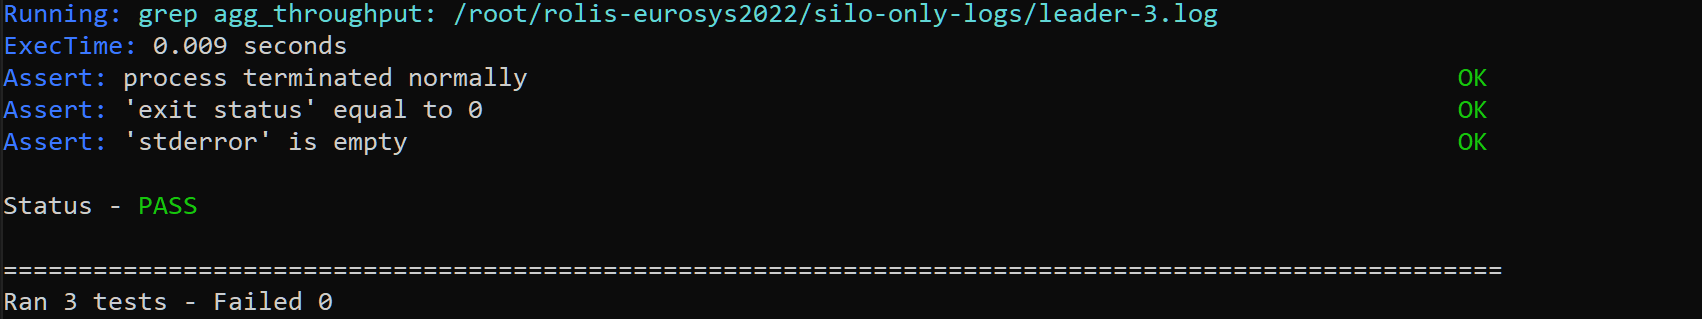 Running: grep agg_throughput: /root/rolis-eurosys2022/silo-only-logs/leader-3.log
ExecTime: 0.009 seconds
Assert: process terminated normally OK
Assert: 'exit status' equal to 0 OK
Assert: 'stderror' is empty OK
Status - PASS
====================================================================================================
Ran 3 tests - Failed 0